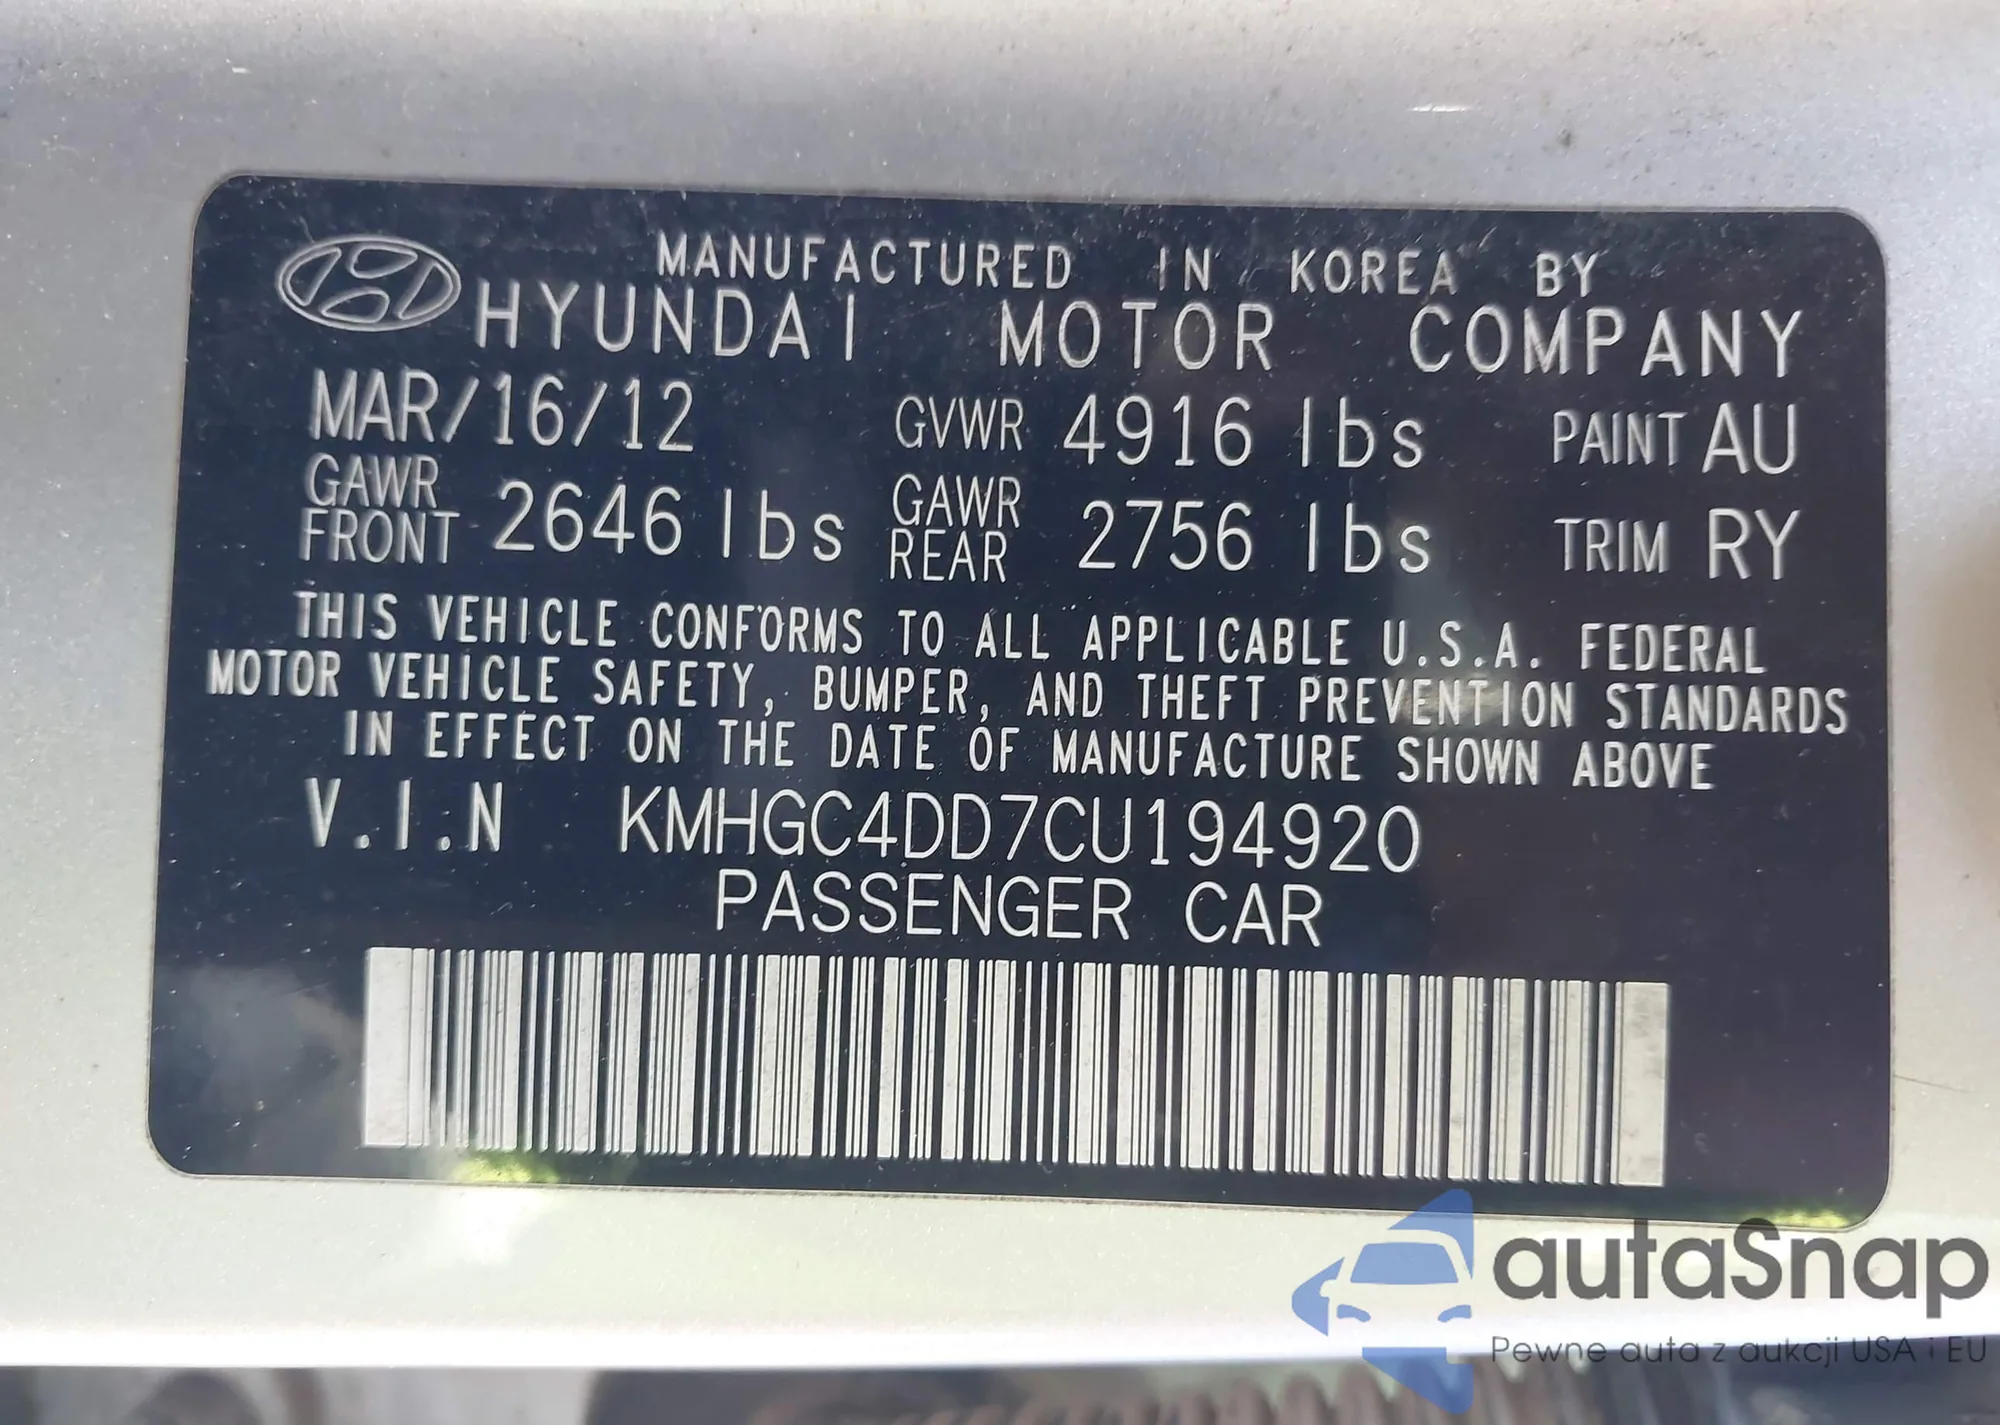 MANUFACTURED IN KOREA BY
HYUNDAI MOTOR COMPANY
MAR/16/12 GVWR 4916 lbs PAINT AU
GAWR FRONT 2646 lbs GAWR REAR 2756 lbs TRIM RY
THIS VEHICLE CONFORMS TO ALL APPLICABLE U.S.A. FEDERAL
MOTOR VEHICLE SAFETY, BUMPER, AND THEFT PREVENTION STANDARDS
IN EFFECT ON THE DATE OF MANUFACTURE SHOWN ABOVE
V.I.N KMHGC4DD7CU194920
PASSENGER CAR
autaSnap
Pewne auta z aukcji USA i EU